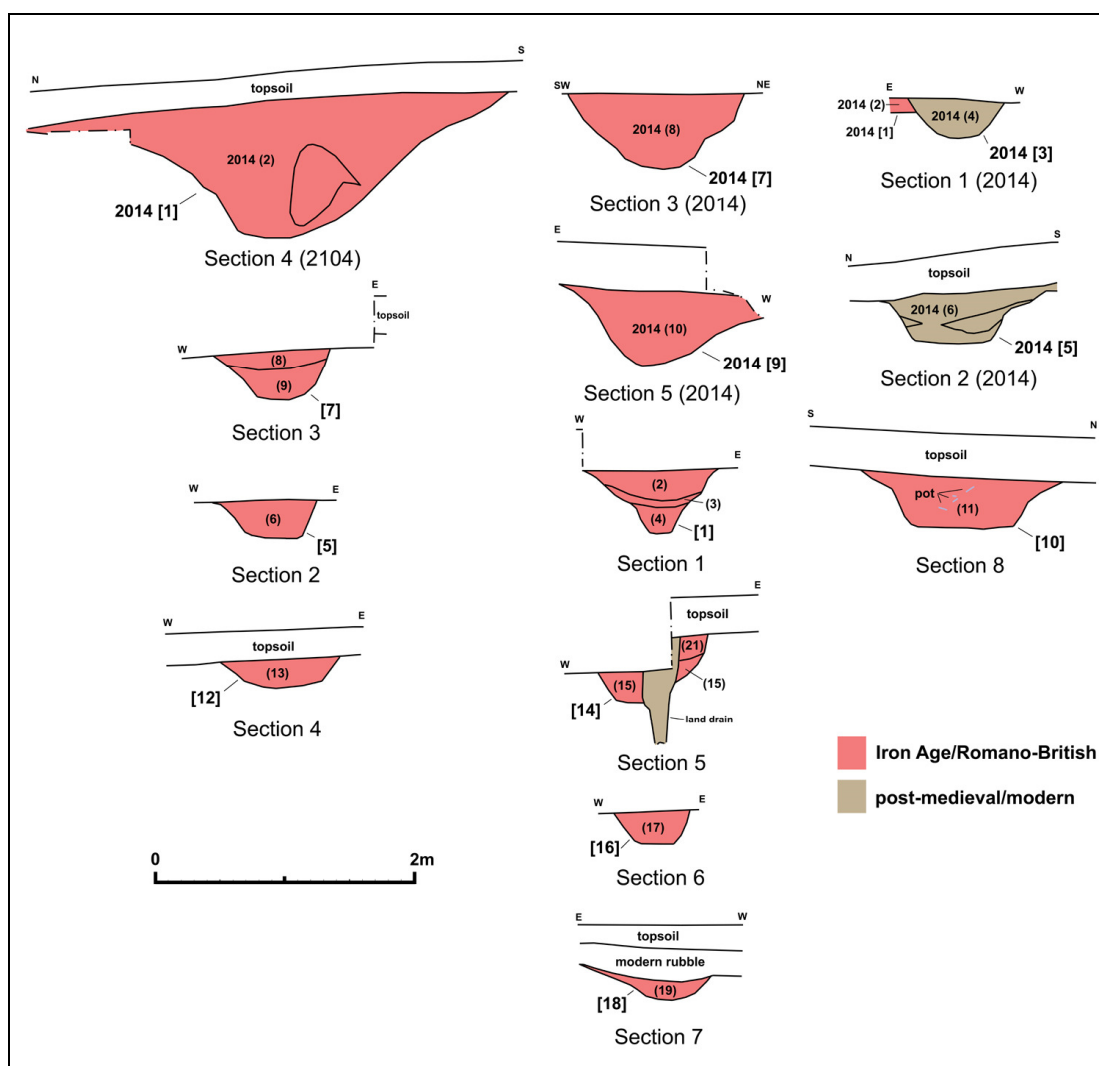 N
S
topsoil
2014 (2)
2014 [1]
Section 4 (2104)
SW
NE
2014 (8)
2014 [7]
Section 3 (2014)
E
W
2014 (2)
2014 (4)
2014 [1]
2014 [3]
Section 1 (2014)
E
W
2014 (10)
2014 [9]
Section 5 (2014)
N
S
topsoil
2014 (6)
2014 [5]
Section 2 (2014)
E
topsoil
W
(8)
(9)
[7]
Section 3
W
E
(2)
(3)
(4)
[1]
Section 1
S
N
topsoil
pot
(11)
[10]
Section 8
W
E
(6)
[5]
Section 2
W
E
topsoil
(13)
[12]
Section 4
E
topsoil
W
(21)
(15)
(15)
[14]
land drain
Section 5
Iron Age/Romano-British
post-medieval/modern
W
E
(17)
[16]
Section 6
0
2m
E
W
topsoil
modern rubble
(19)
[18]
Section 7